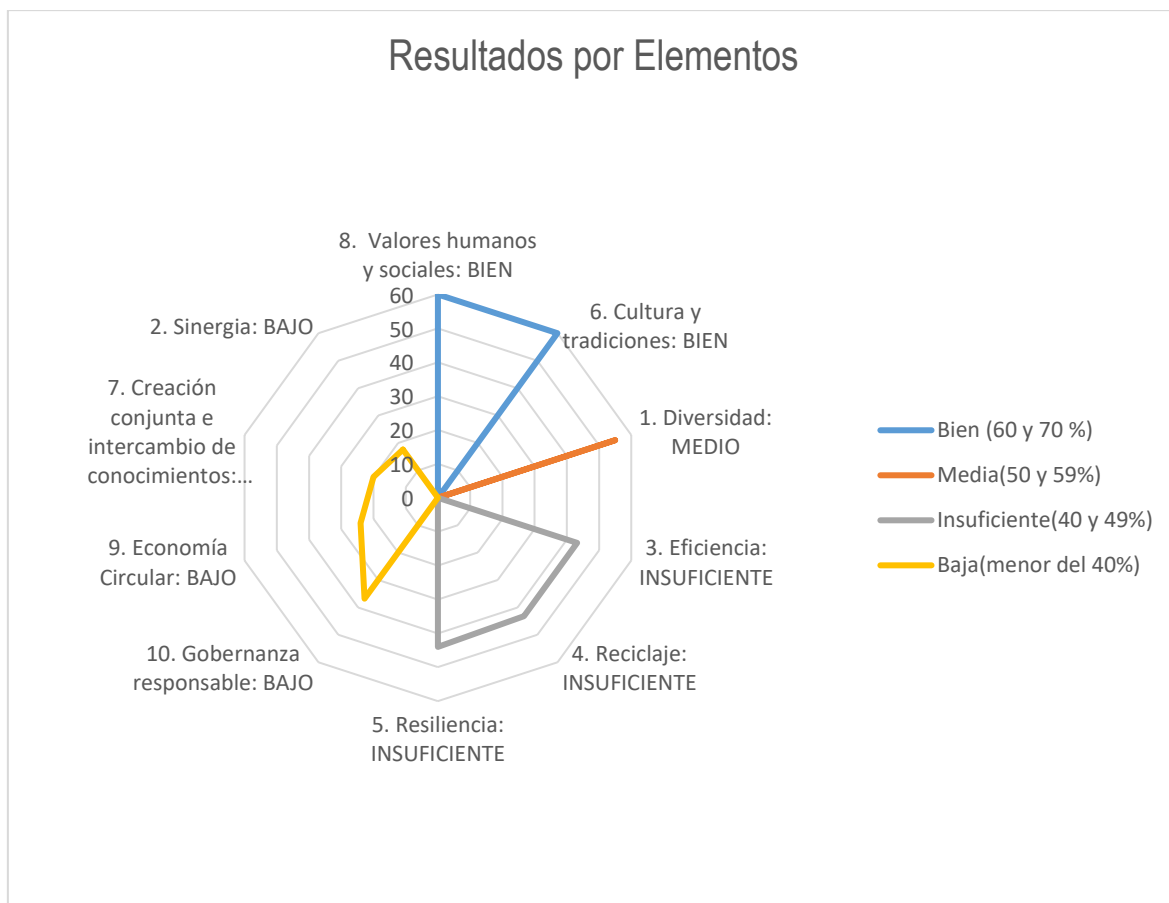 Resultados por Elementos
8. Valores humanos
y sociales: BIEN
6. Cultura y
tradiciones: BIEN
1. Diversidad:
MEDIO
3. Eficiencia:
INSUFICIENTE
4. Reciclaje:
INSUFICIENTE
5. Resiliencia:
INSUFICIENTE
10. Gobernanza
responsable: BAJO
9. Economía
Circular: BAJO
7. Creación
conjunta e
intercambio de
conocimientos:...
2. Sinergia: BAJO
60
50
40
30
20
10
0
Bien (60 y 70 %)
Media(50 y 59%)
Insuficiente(40 y 49%)
Baja(menor del 40%)